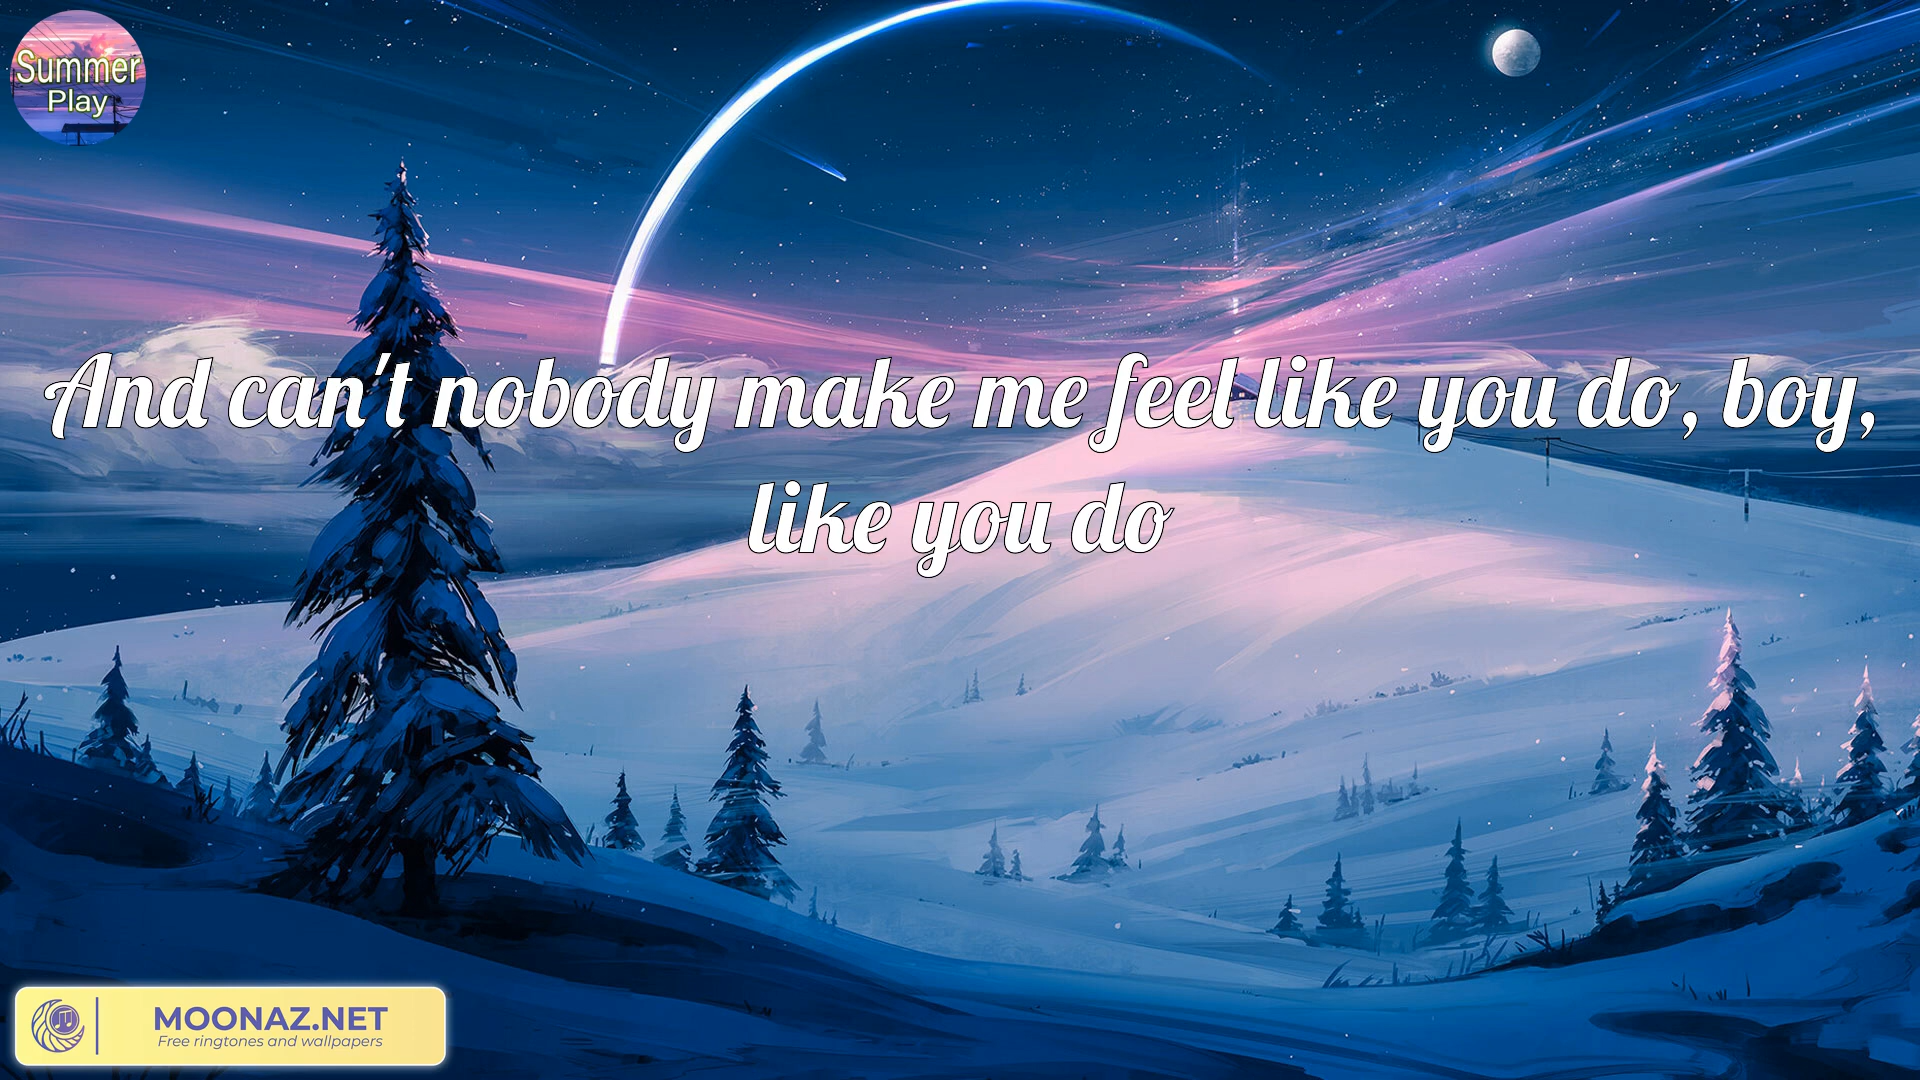 Summer
Play
And can't nobody make me feel like you do, boy,
like you do
MOONAZ.NET
Free ringtones and wallpapers